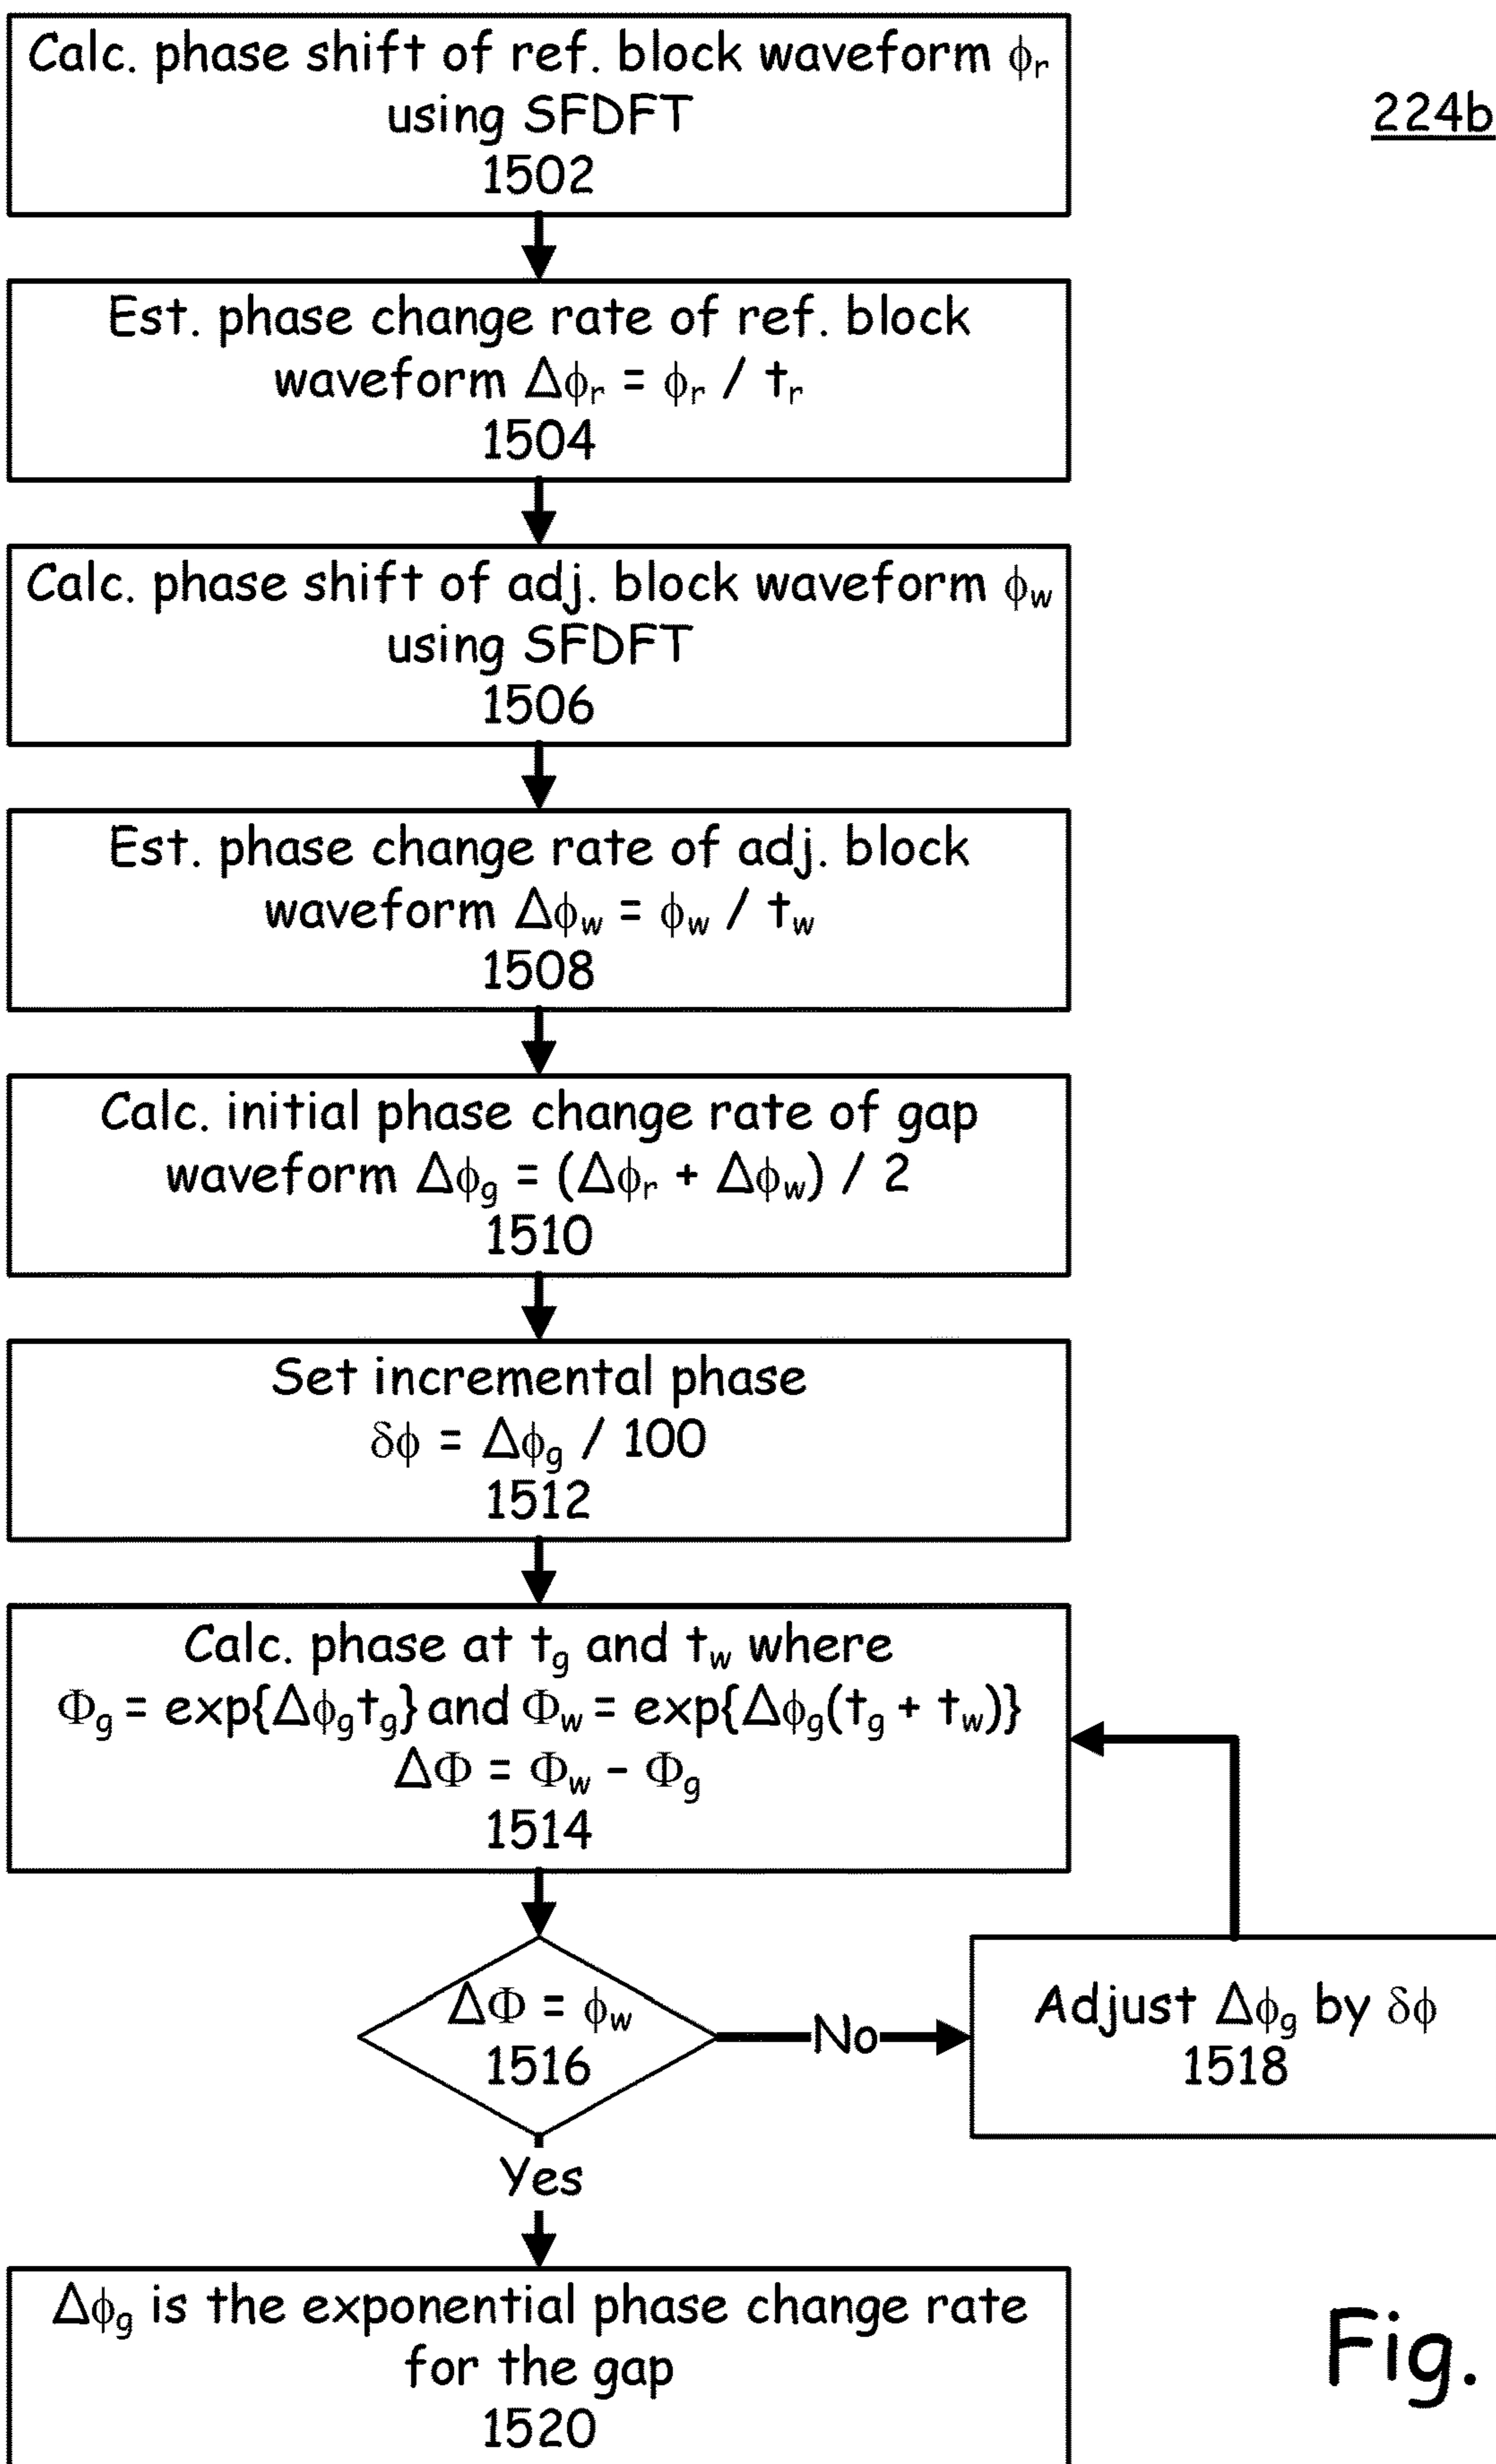 Calc. phase shift of ref. block waveform ϕr
using SFDFT
1502
224b
Est. phase change rate of ref. block
waveform Δϕr = ϕr / tr
1504
Calc. phase shift of adj. block waveform ϕw
using SFDFT
1506
Est. phase change rate of adj. block
waveform Δϕw = ϕw / tw
1508
Calc. initial phase change rate of gap
waveform Δϕg = (Δϕr + Δϕw) / 2
1510
Set incremental phase
δϕ = Δϕg / 100
1512
Calc. phase at tg and tw where
Φg = exp{Δϕgtg} and Φw = exp{Δϕg(tg + tw)}
ΔΦ = Φw - Φg
1514
ΔΦ = ϕw
1516
No
Adjust Δϕg by δϕ
1518
Yes
Δϕg is the exponential phase change rate
for the gap
1520
Fig.